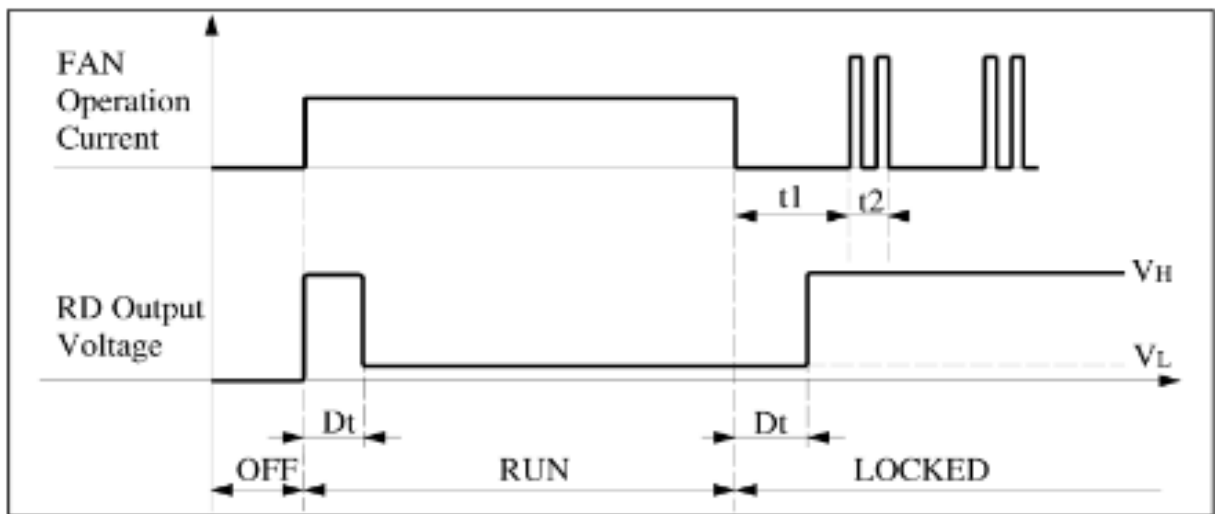 FAN
Operation
Current
t1
t2
RD Output
Voltage
VH
VL
Dt
Dt
OFF
RUN
LOCKED